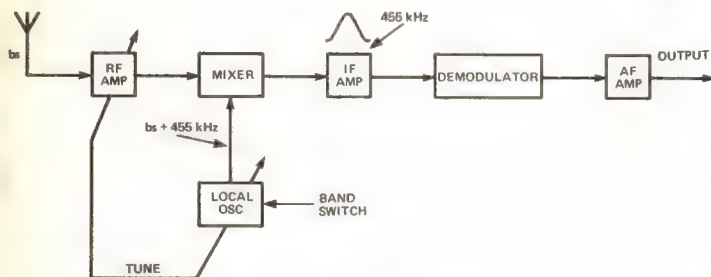 455 kHz
bs
RF
AMP
MIXER
IF
AMP
DEMODULATOR
AF
AMP
OUTPUT
bs + 455 kHz
LOCAL
OSC
BAND
SWITCH
TUNE